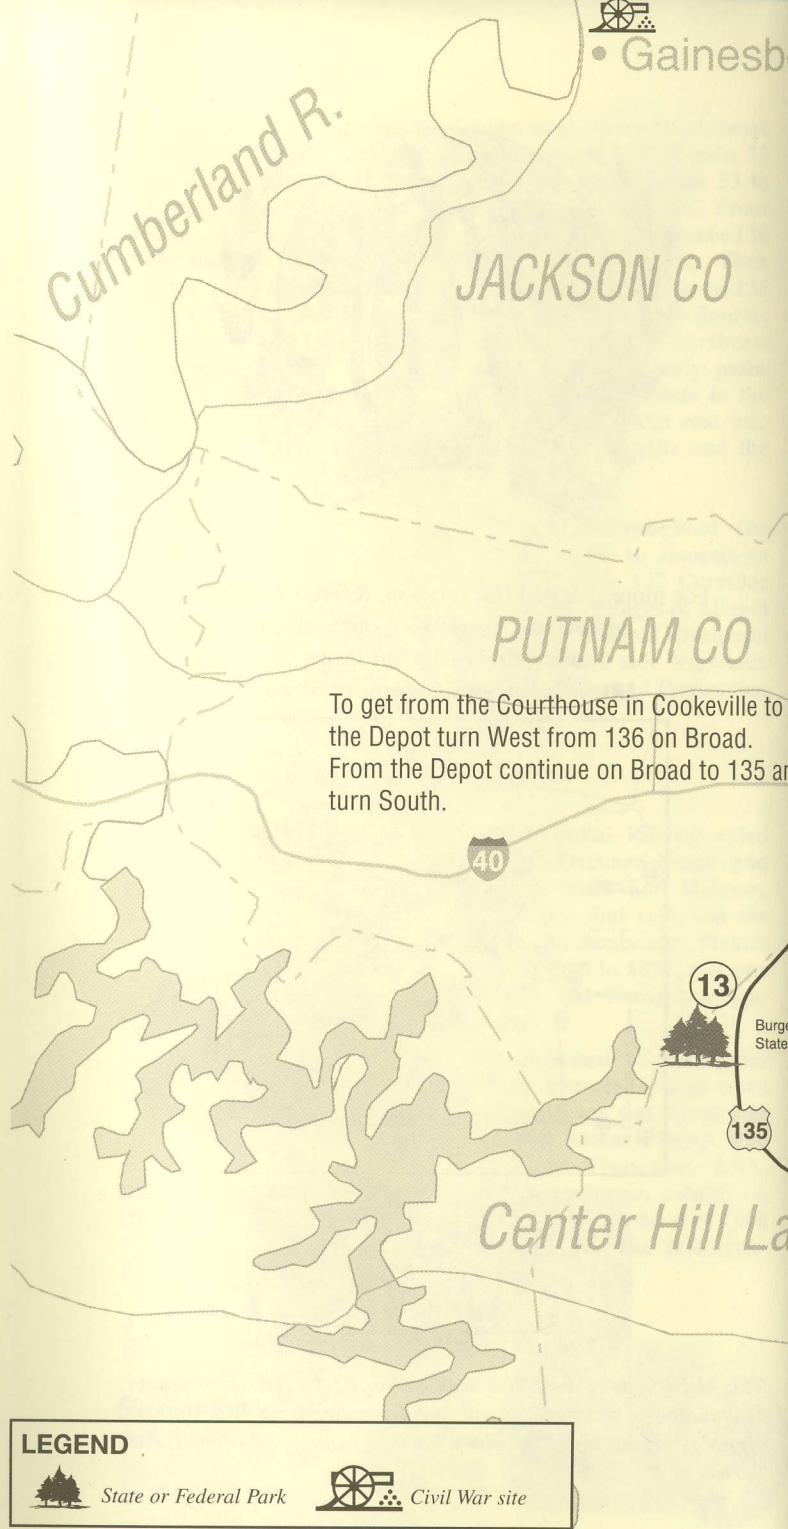 • Gainesb
Cumberland R.
JACKSON CO
PUTNAM CO
To get from the Courthouse in Cookeville to
the Depot turn West from 136 on Broad.
From the Depot continue on Broad to 135 an
turn South.
40
13
Burge
State
135
Center Hill La
LEGEND
State or Federal Park
Civil War site